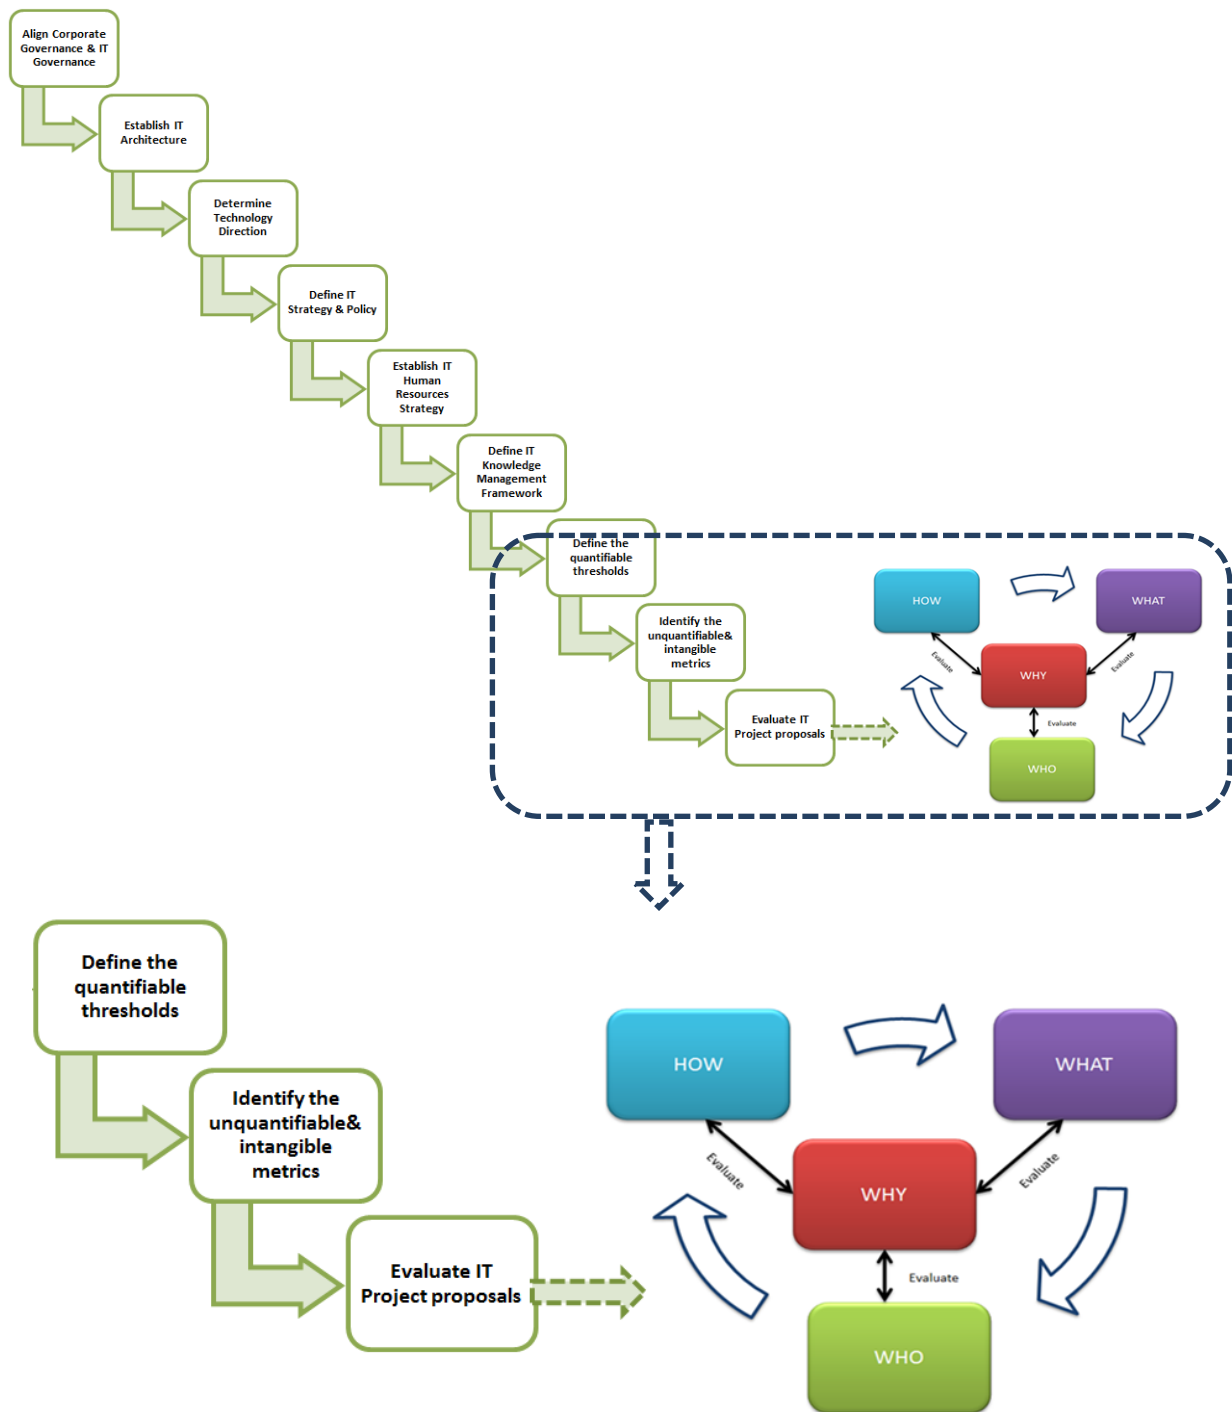 Align Corporate
Governance & IT
Governance
Establish IT
Architecture
Determine
Technology
Direction
Define IT
Strategy & Policy
Establish IT
Human
Resources
Strategy
Define IT
Knowledge
Management
Framework
Define the
quantifiable
thresholds
Identify the
unquantifiable&
intangible
metrics
Evaluate IT
Project proposals
HOW
WHAT
Evaluate
Evaluate
WHY
Evaluate
WHO
Define the
quantifiable
thresholds
Identify the
unquantifiable&
intangible
metrics
Evaluate IT
Project proposals
HOW
WHAT
Evaluate
Evaluate
WHY
Evaluate
WHO